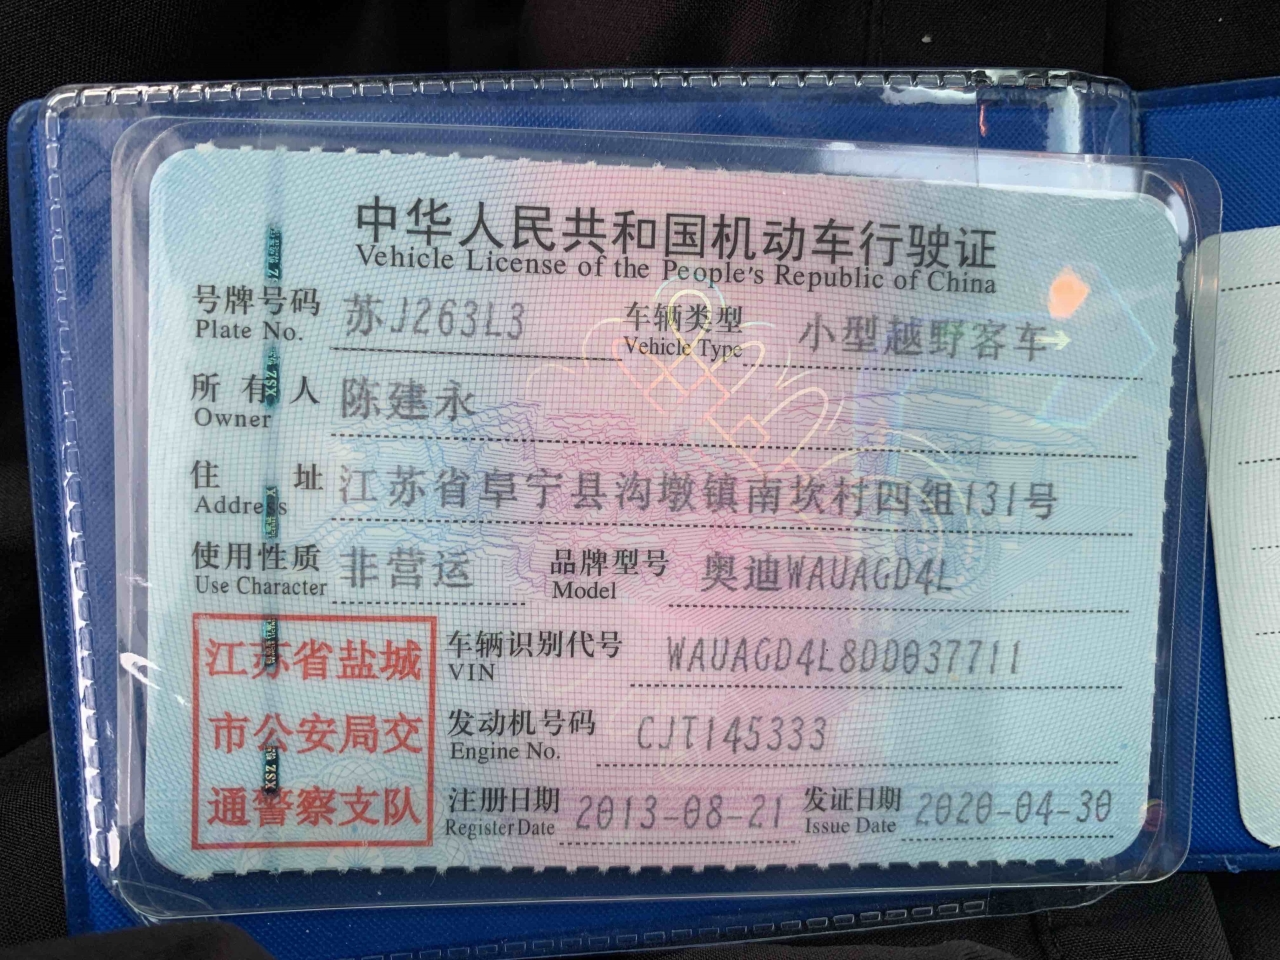 中华人民共和国机动车行驶证
Vehicle License of the People's Republic of China
号牌号码 苏J263L3 车辆类型 小型越野客车
Plate No. Vehicle Type
所有人 陈建永
Owner
住址 江苏省阜宁县沟墩镇南坎村四组131号
Address
使用性质 非营运 品牌型号 奥迪WAUAGD4L
Use Character Model
江苏省盐城
市公安局交
通警察支队
车辆识别代号 WAUAGD4L8DD037711
VIN
发动机号码 CJT145333
Engine No.
注册日期 2013-08-21 发证日期 2020-04-30
Register Date Issue Date